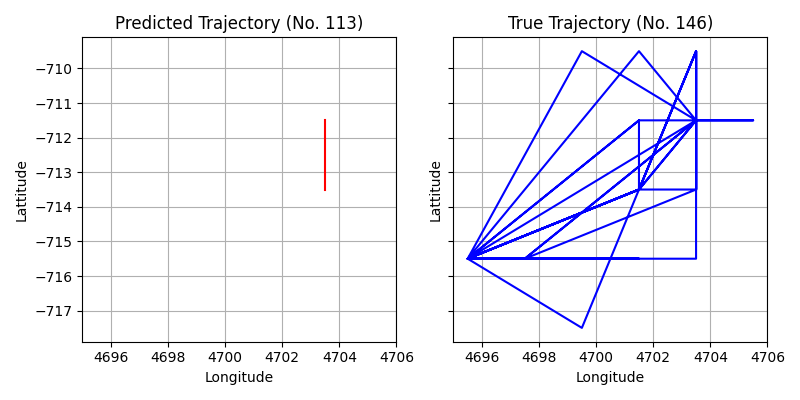 Predicted Trajectory (No. 113)
True Trajectory (No. 146)
Lattitude
−710
−711
−712
−713
−714
−715
−716
−717
4696 4698 4700 4702 4704 4706
Longitude
Lattitude
4696 4698 4700 4702 4704 4706
Longitude